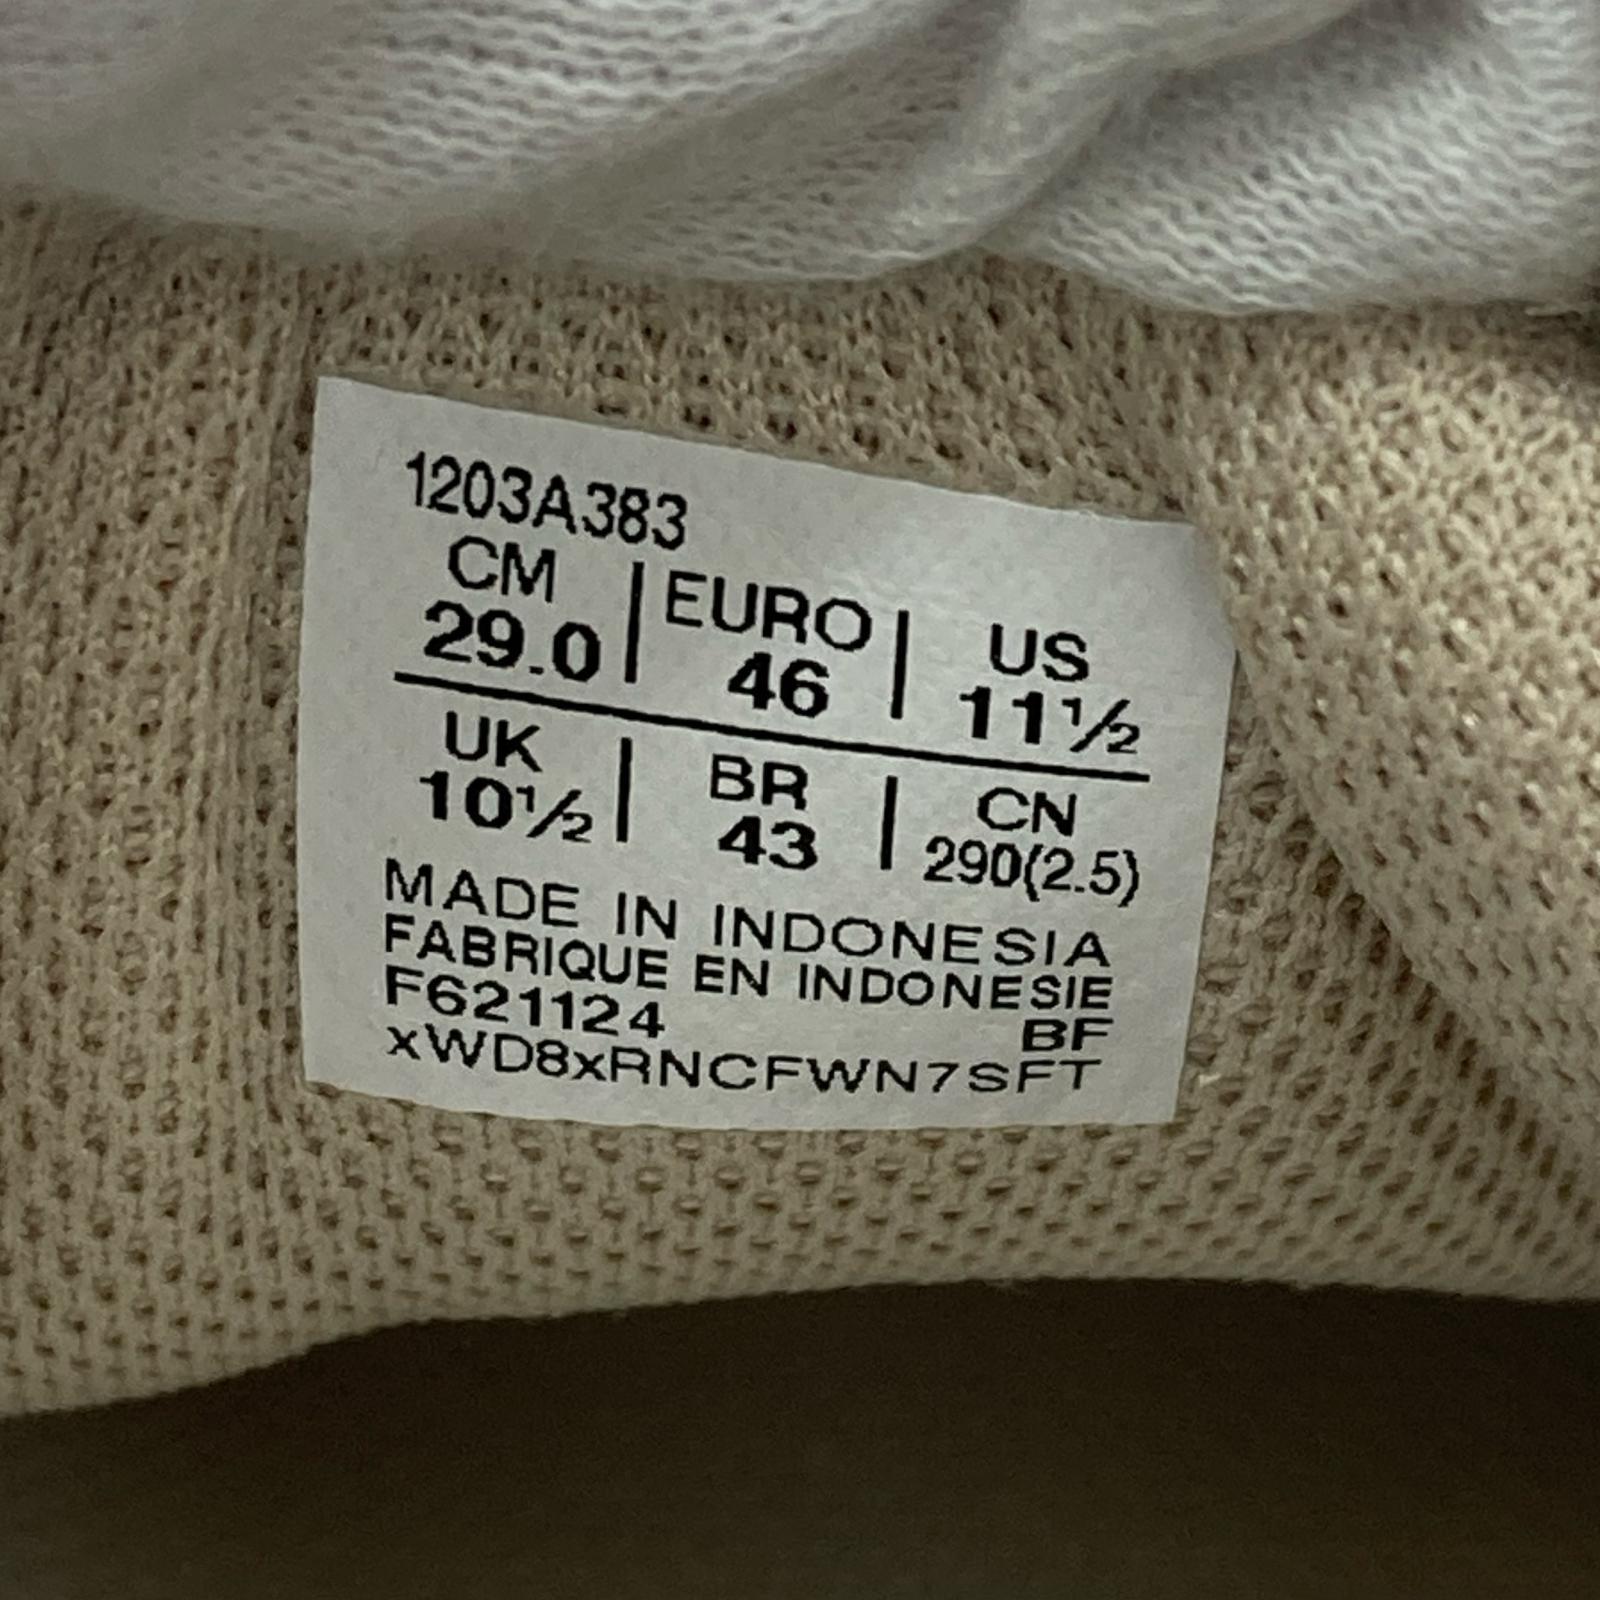 1203A383
CM | EURO | US
29.0 | 46 | 11½
UK | BR | CN
10½ | 43 | 290(2.5)
MADE IN INDONESIA
FABRIQUE EN INDONESIE
F621124 BF
xWD8xRNCFWN7SFT